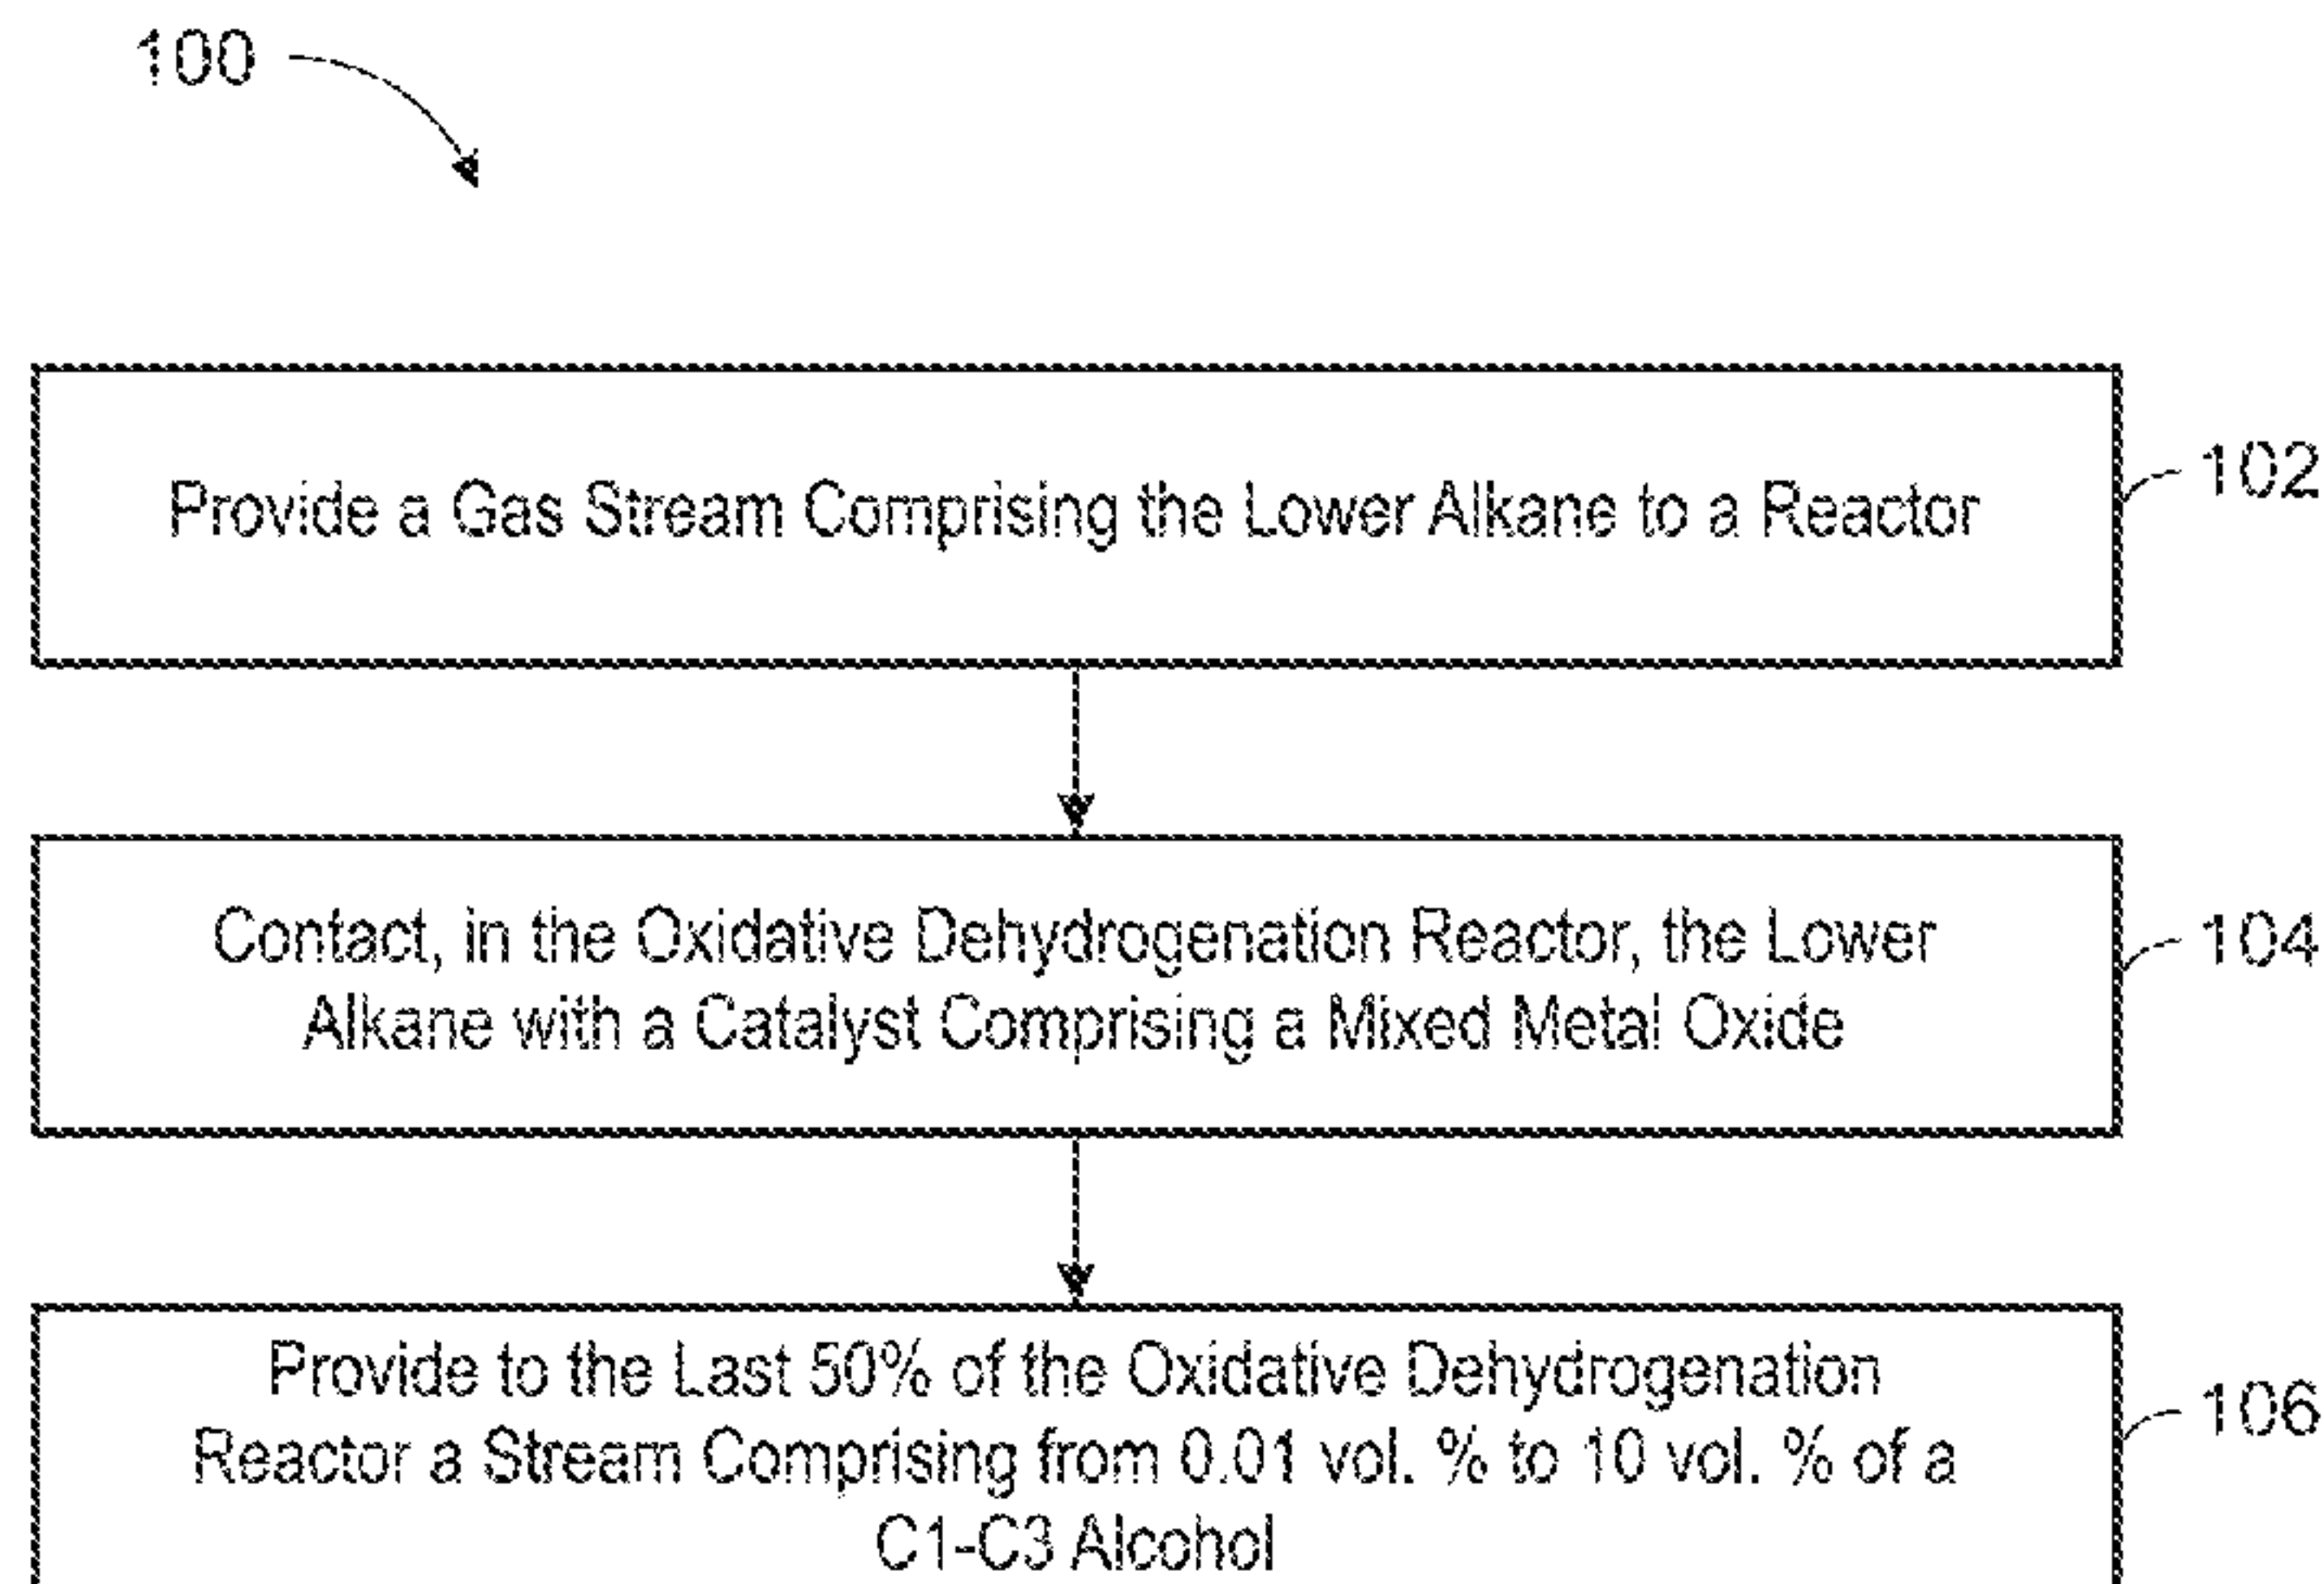 100
Provide a Gas Stream Comprising the Lower Alkane to a Reactor
102
Contact, in the Oxidative Dehydrogenation Reactor, the Lower
Alkane with a Catalyst Comprising a Mixed Metal Oxide
104
Provide to the Last 50% of the Oxidative Dehydrogenation
Reactor a Stream Comprising from 0.01 vol. % to 10 vol. % of a
C1-C3 Alcohol
106